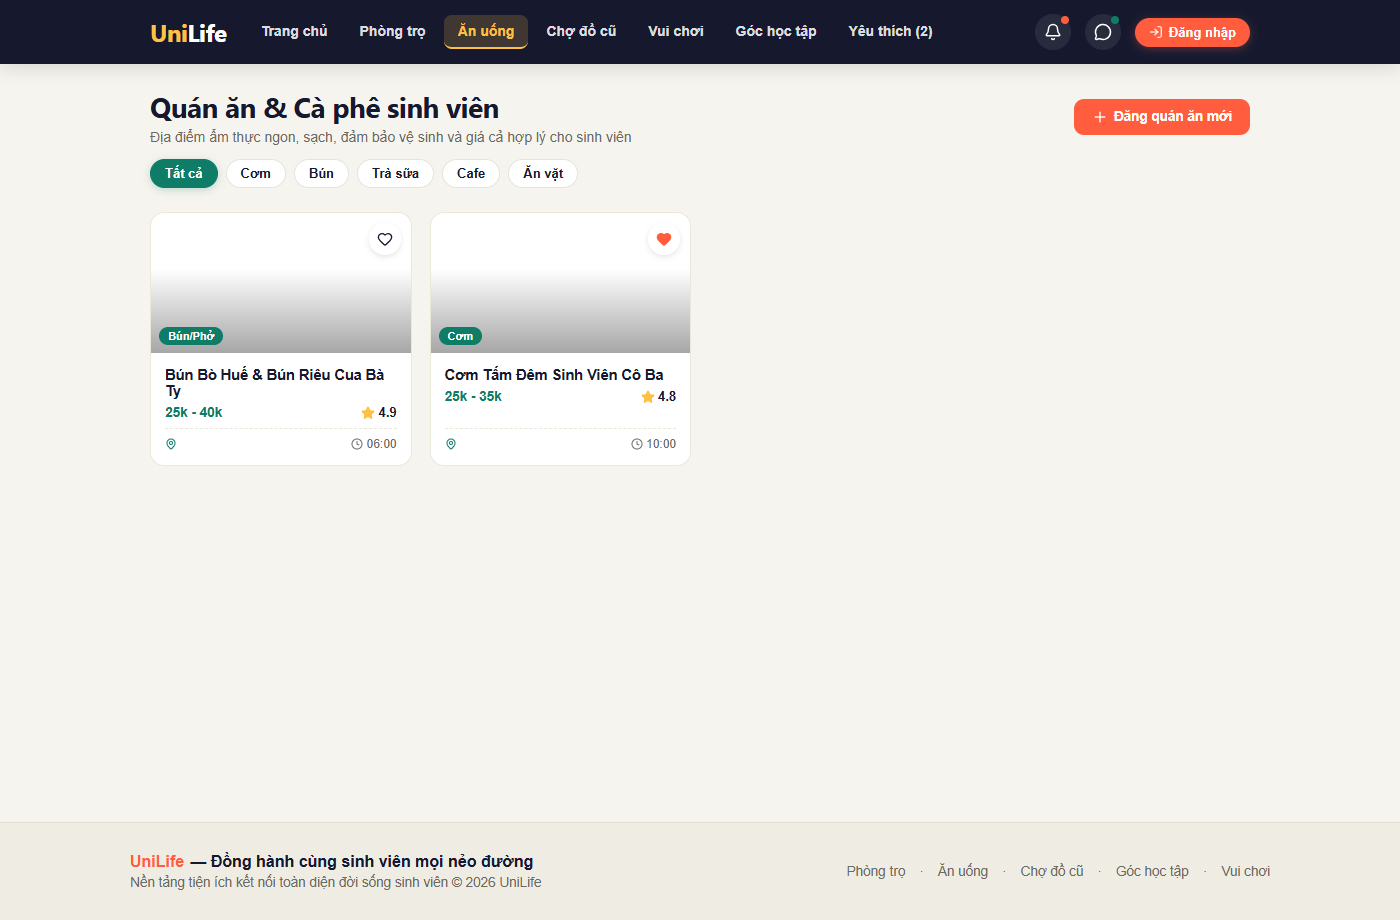 UniLife
Trang chủ
Phòng trọ
Ăn uống
Chợ đồ cũ
Vui chơi
Góc học tập
Yêu thích (2)
Đăng nhập
Quán ăn & Cà phê sinh viên
Địa điểm ẩm thực ngon, sạch, đảm bảo vệ sinh và giá cả hợp lý cho sinh viên
Đăng quán ăn mới
Tất cả
Cơm
Bún
Trà sữa
Cafe
Ăn vặt
Bún/Phở
Bún Bò Huế & Bún Riêu Cua Bà
Ty
25k - 40k
4.9
06:00
Cơm
Cơm Tấm Đêm Sinh Viên Cô Ba
25k - 35k
4.8
10:00
UniLife — Đồng hành cùng sinh viên mọi nẻo đường
Nền tảng tiện ích kết nối toàn diện đời sống sinh viên © 2026 UniLife
Phòng trọ · Ăn uống · Chợ đồ cũ · Góc học tập · Vui chơi